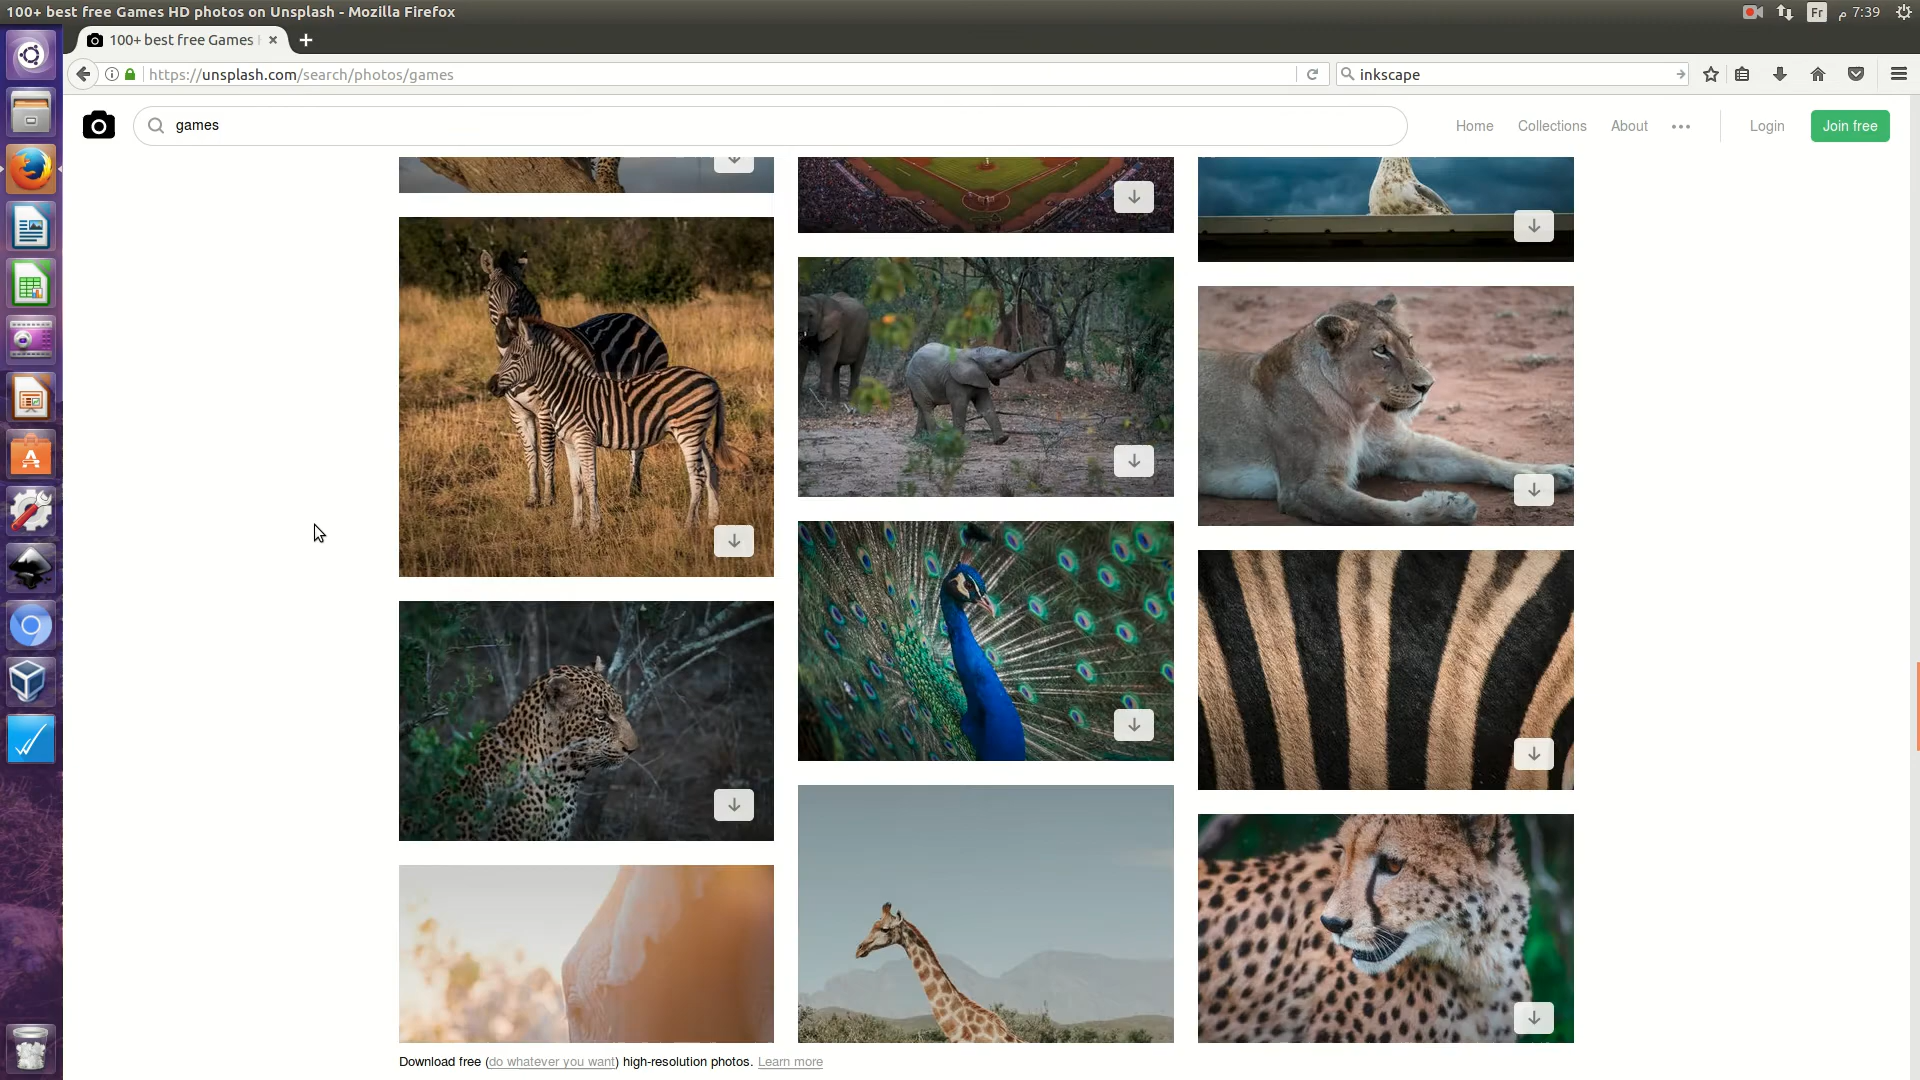 100+ best free Games HD photos on Unsplash - Mozilla Firefox
Fr
م 7:39
100+ best free Games
https://unsplash.com/search/photos/games
inkscape
games
Home
Collections
About
Login
Join free
Download free (do whatever you want) high-resolution photos. Learn more